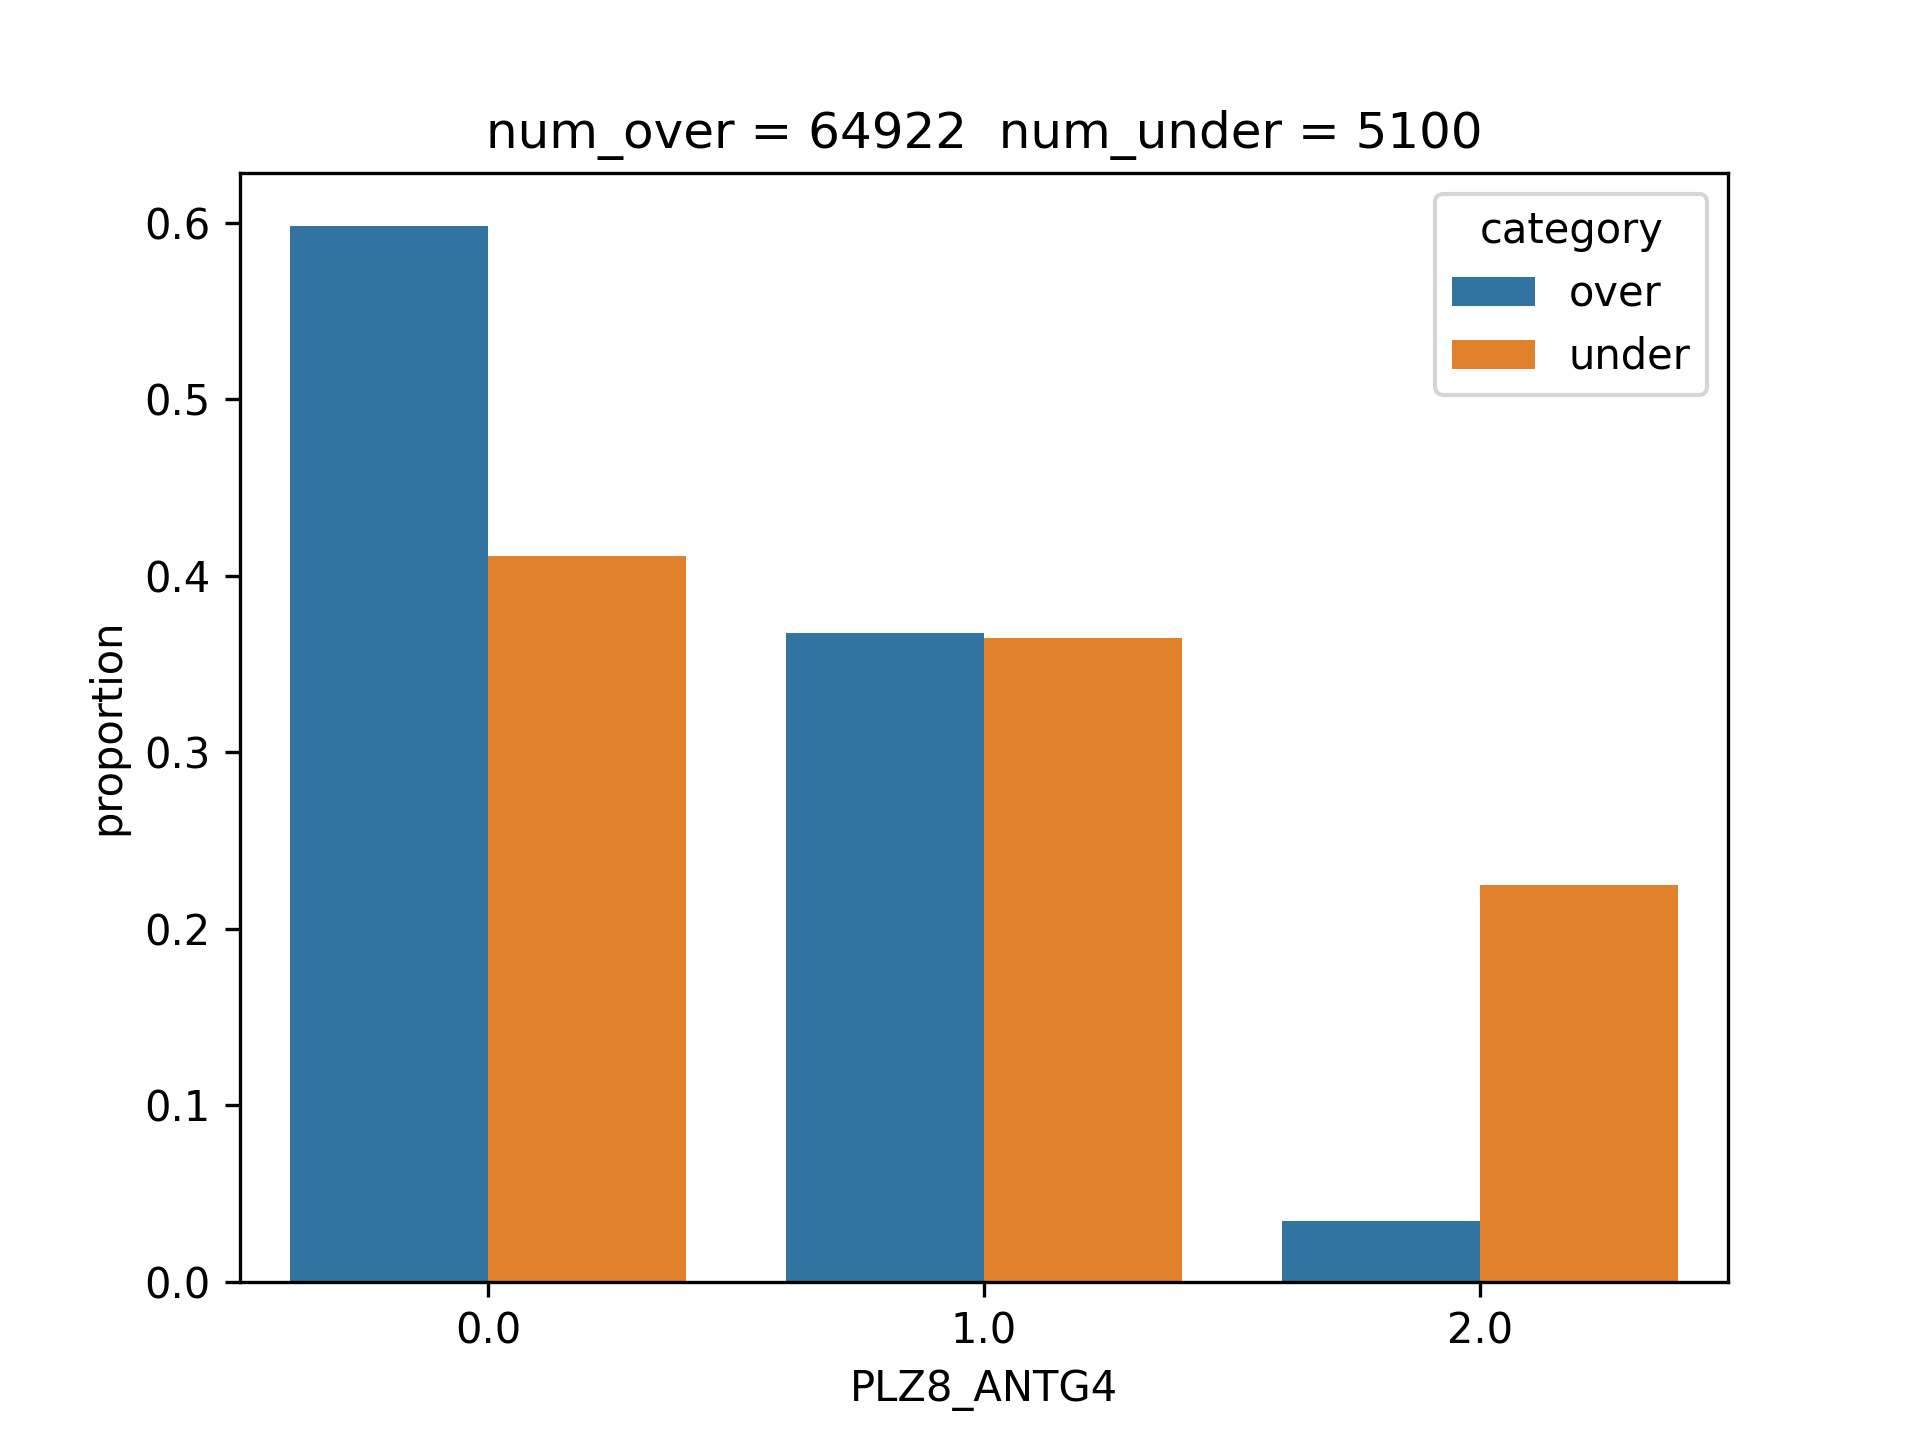 num_over = 64922  num_under = 5100
category
over
under
0.6
0.5
0.4
0.3
0.2
0.1
0.0
proportion
0.0 1.0 2.0
PLZ8_ANTG4